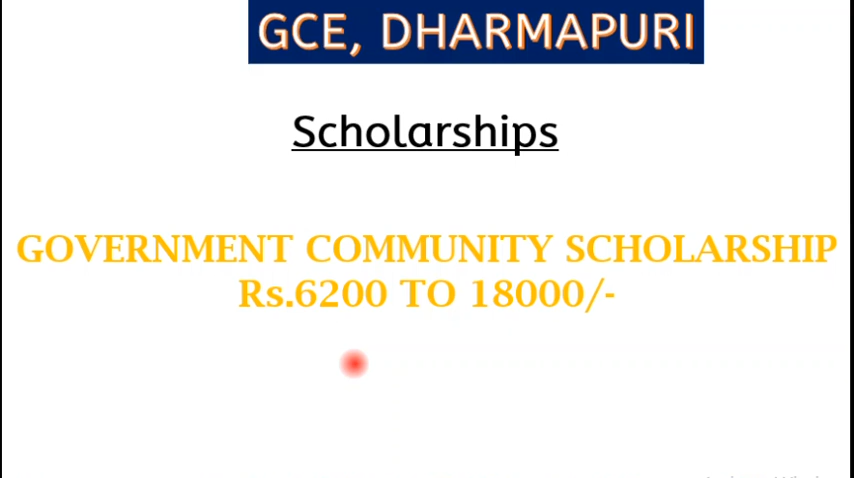 GCE, DHARMAPURI
Scholarships
GOVERNMENT COMMUNITY SCHOLARSHIP
Rs.6200 TO 18000/-